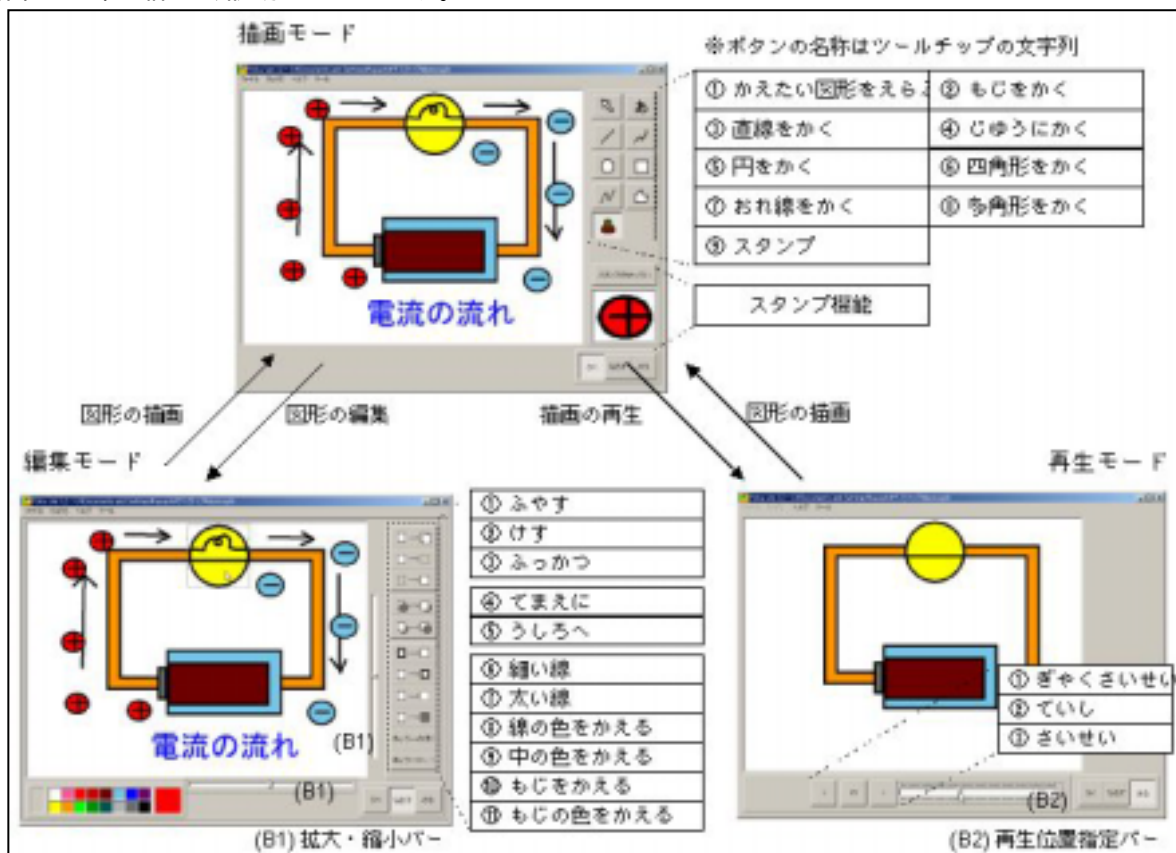 描画モード
※ボタンの名称はツールチップの文字列
① かえたい図形をえらぶ
② もじをかく
③ 直線をかく
④ じゆうにかく
⑤ 円をかく
⑥ 四角形をかく
⑦ おれ線をかく
⑧ 多角形をかく
⑨ スタンプ
スタンプ機能
電流の流れ
図形の描画
図形の編集
描画の再生
図形の描画
編集モード
再生モード
① ふやす
② けす
③ ふっかつ
④ てまえに
⑤ うしろへ
⑥ 細い線
⑦ 太い線
⑧ 線の色をかえる
⑨ 中の色をかえる
⑩ もじをかえる
⑪ もじの色をかえる
電流の流れ
(B1)
(B1)
(B1) 拡大・縮小バー
① ぎゃくさいせい
② ていし
③ さいせい
(B2)
(B2) 再生位置指定バー